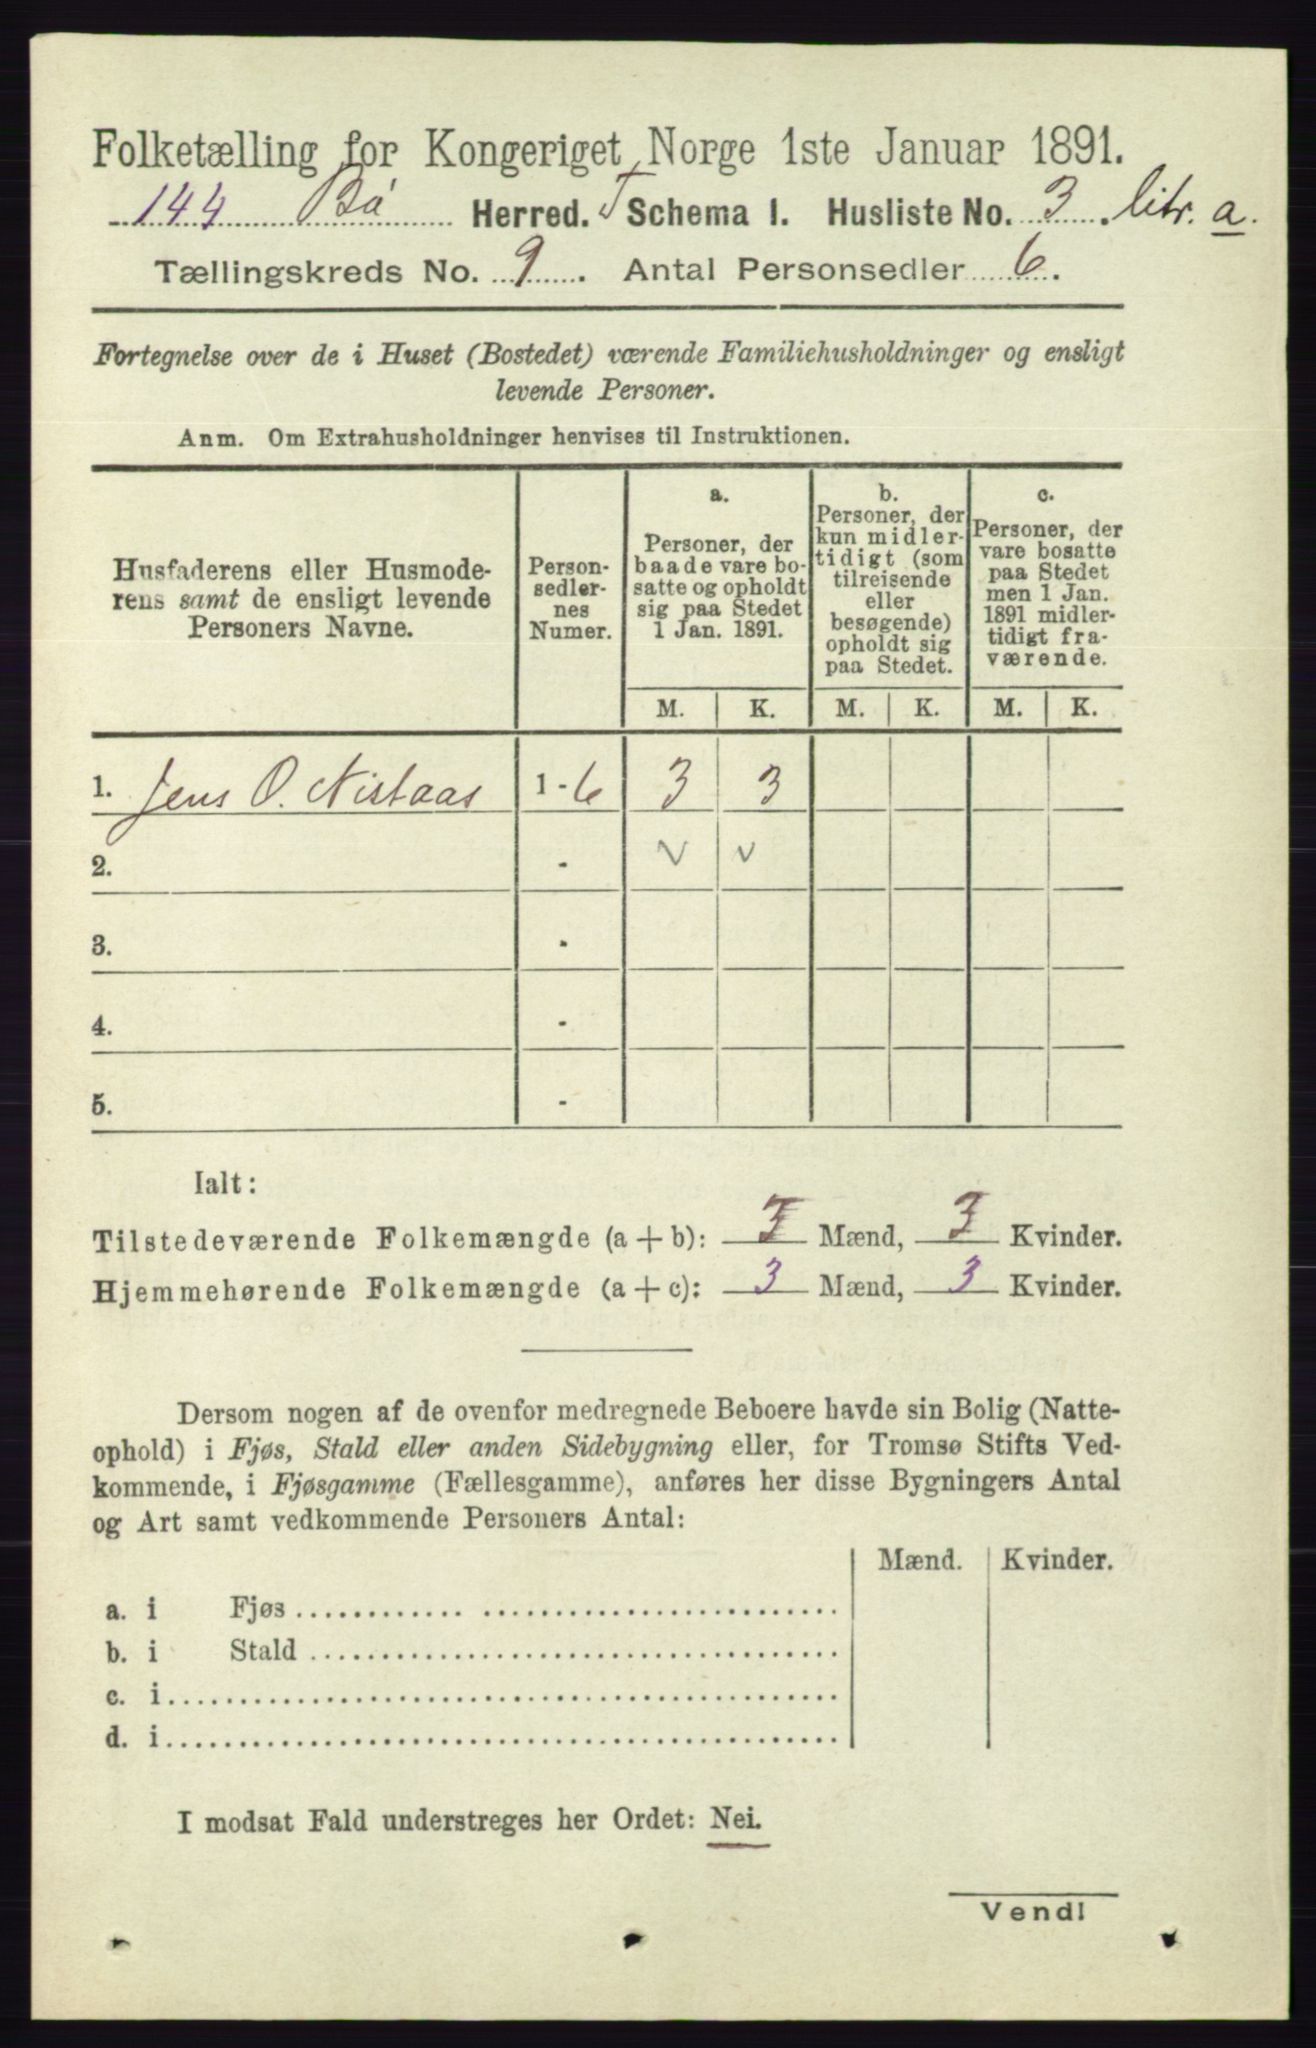 Folketælling for Kongeriget Norge 1ste Januar 1891.
144 Bø Herred. T Schema I. Husliste No. 3 litr. a.
Tællingskreds No. 9. Antal Personsedler 6.
Fortegnelse over de i Huset (Bostedet) værende Familiehusholdninger og ensligt
levende Personer.
Anm. Om Extrahusholdninger henvises til Instruktionen.
Husfaderens eller Husmode-
rens samt de ensligt levende
Personers Navne.
Person-
sedler-
nes
Numer.
a.
Personer, der
baade vare bo-
satte og opholdt
sig paa Stedet
1 Jan. 1891.
b.
Personer, der
kun midler-
tidigt (som
tilreisende
eller
besøgende)
opholdt sig
paa Stedet.
c.
Personer, der
vare bosatte
paa Stedet
men 1 Jan.
1891 midler-
tidigt fra-
værende.
M. K. M. K. M. K.
1. Jens O. Nistaas 1-6 3 3
2. - v v
3. -
4. -
5. -
Ialt:
Tilstedeværende Folkemængde (a+b): 3 Mænd, 3 Kvinder.
Hjemmehørende Folkemængde (a+c): 3 Mænd, 3 Kvinder.
Dersom nogen af de ovenfor medregnede Beboere havde sin Bolig (Natte-
ophold) i Fjøs, Stald eller anden Sidebygning eller, for Tromsø Stifts Ved-
kommende, i Fjøsgamme (Fællesgamme), anføres her disse Bygningers Antal
og Art samt vedkommende Personers Antal:
Mænd. Kvinder.
a. i Fjøs
b. i Stald
c. i
d. i
I modsat Fald understreges her Ordet: Nei.
Vend!